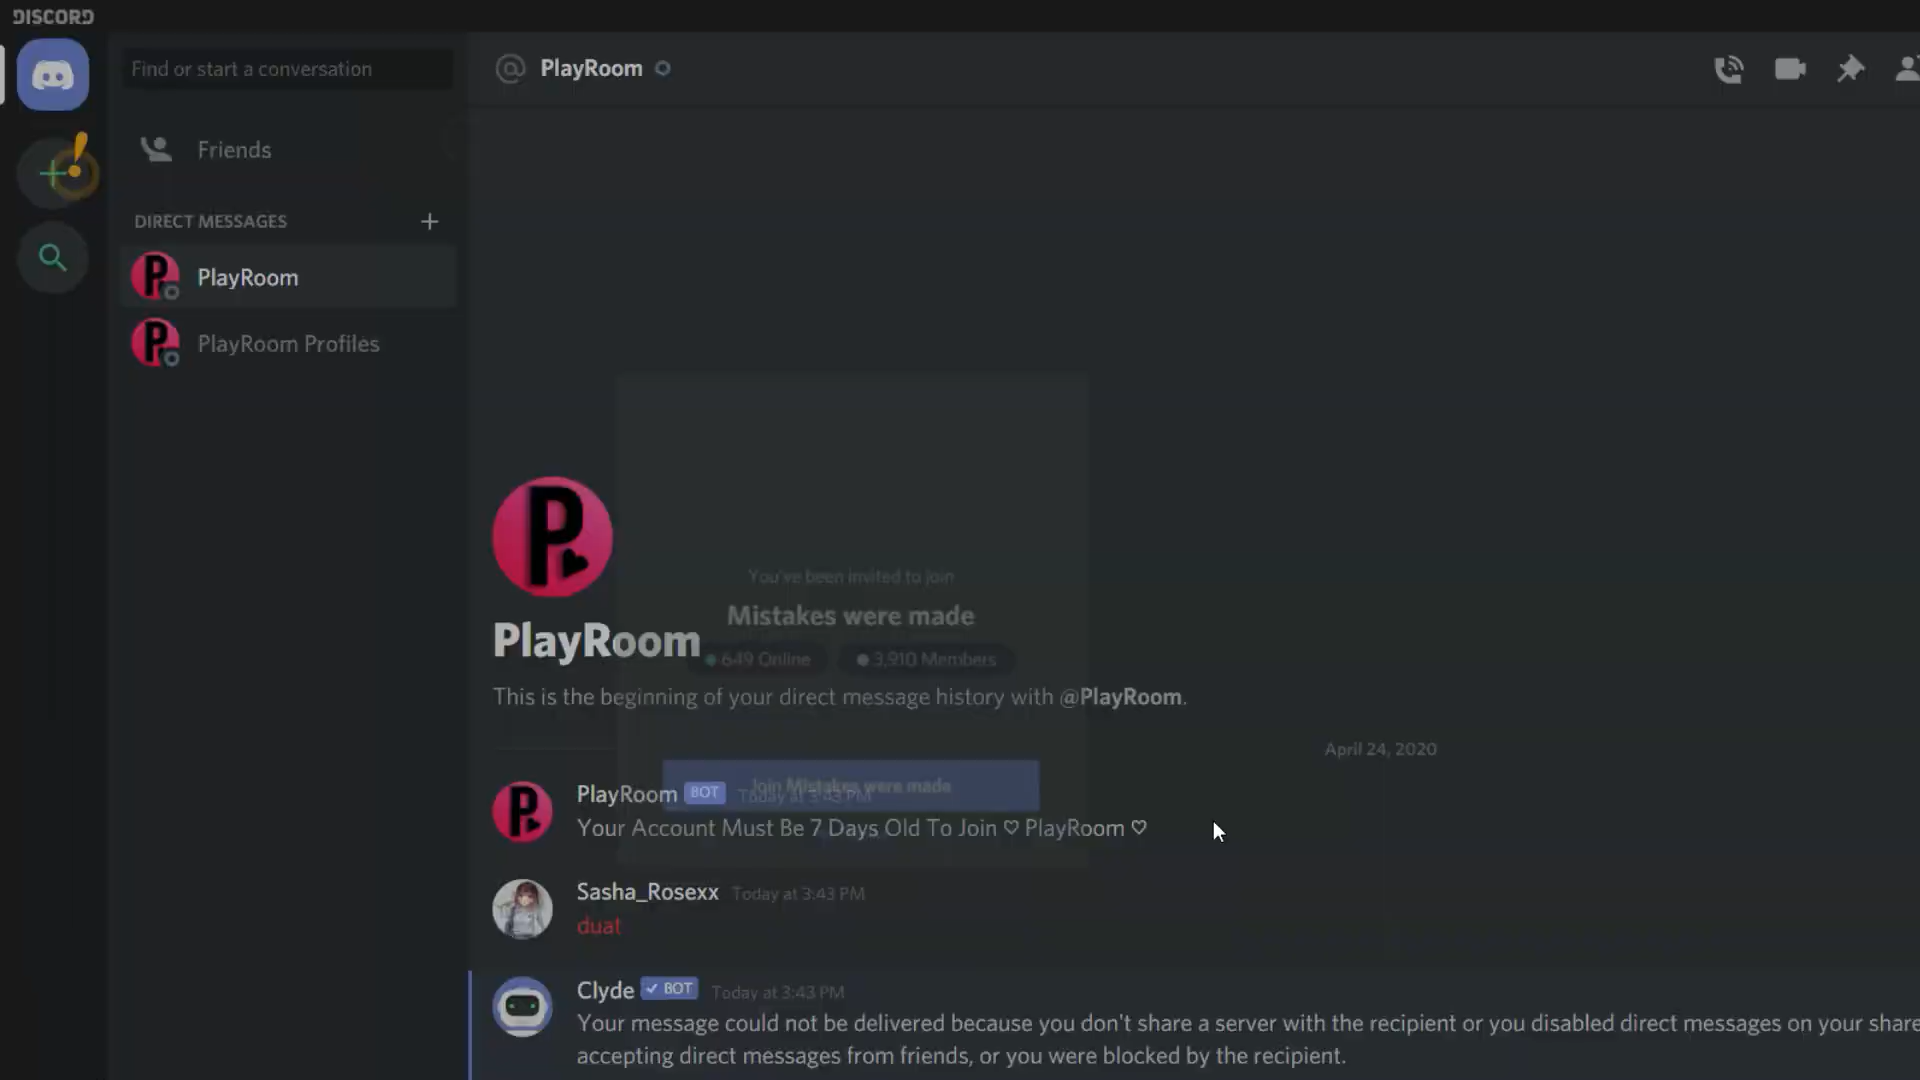 DISCORD
Find or start a conversation
PlayRoom
Friends
DIRECT MESSAGES
PlayRoom
PlayRoom Profiles
You've been invited to join
Mistakes were made
649 Online 3,910 Members
PlayRoom
This is the beginning of your direct message history with @PlayRoom.
April 24, 2020
Join Mistakes were made
PlayRoom BOT Today at 3:43 PM
Your Account Must Be 7 Days Old To Join ♡ PlayRoom ♡
Sasha_Rosexx Today at 3:43 PM
duat
Clyde ✓ BOT Today at 3:43 PM
Your message could not be delivered because you don't share a server with the recipient or you disabled direct messages on your share
accepting direct messages from friends, or you were blocked by the recipient.